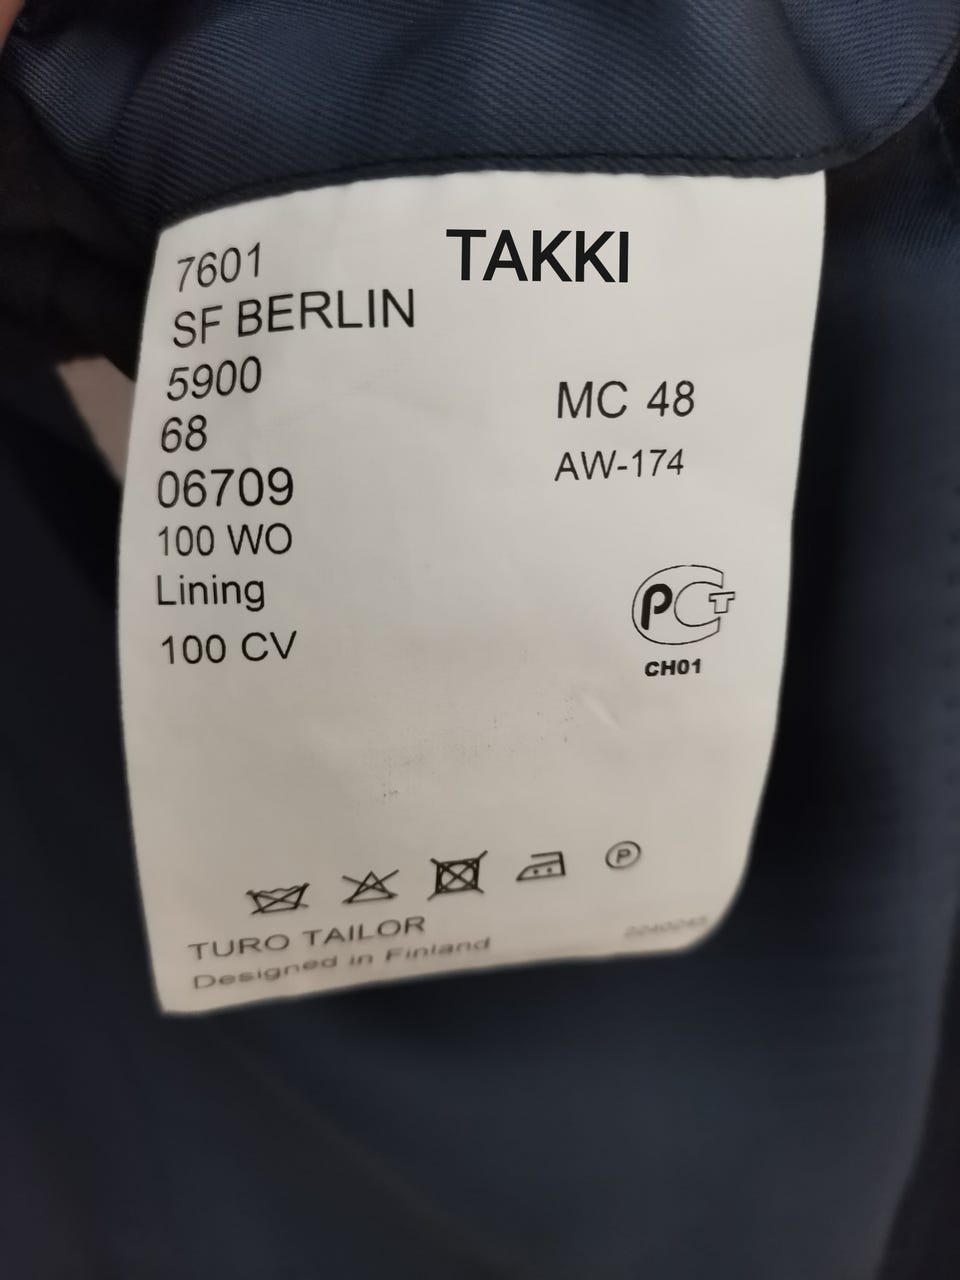 7601
TAKKI
SF BERLIN
5900
MC 48
68
AW-174
06709
100 WO
Lining
100 CV
PCT
CH01
P
TURO TAILOR
Designed in Finland